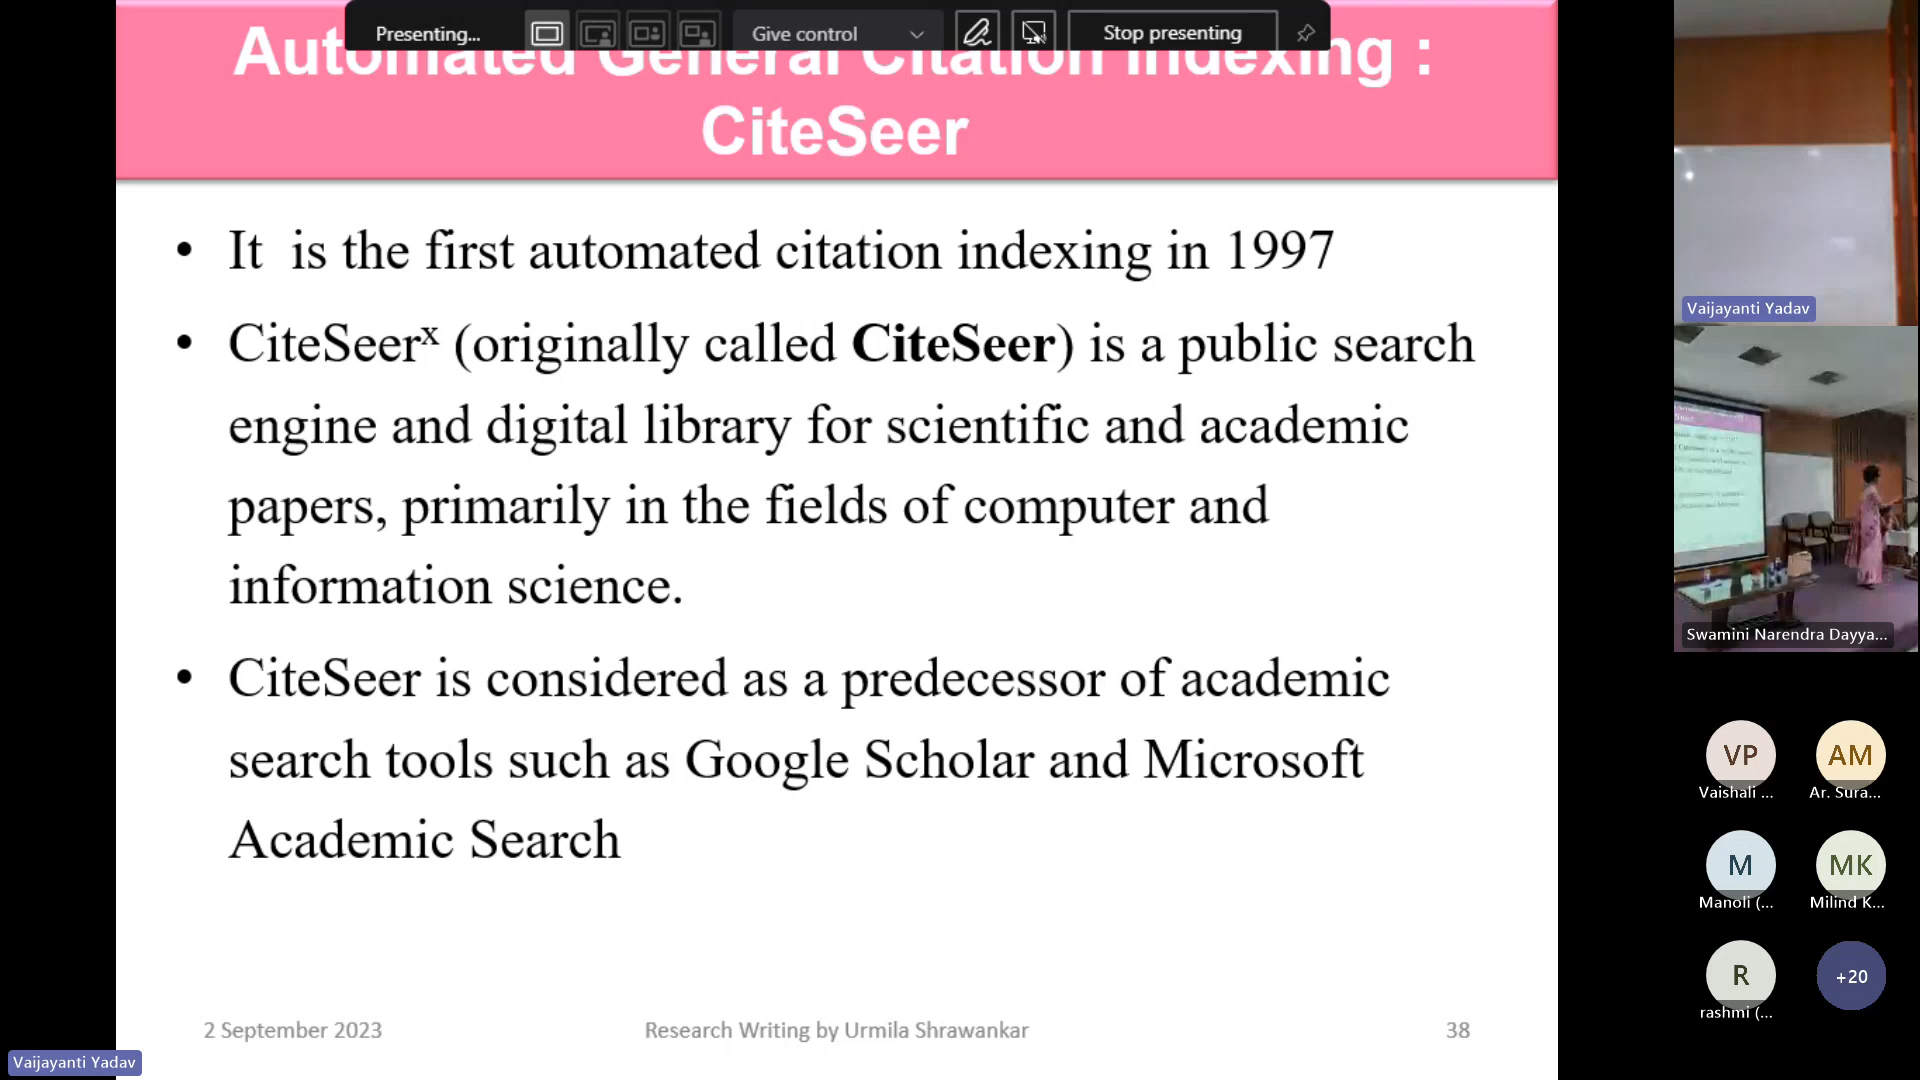 Presenting...
Give control
Stop presenting
Automated General Citation Indexing :
CiteSeer
• It is the first automated citation indexing in 1997
• CiteSeerˣ (originally called CiteSeer) is a public search
engine and digital library for scientific and academic
papers, primarily in the fields of computer and
information science.
• CiteSeer is considered as a predecessor of academic
search tools such as Google Scholar and Microsoft
Academic Search
2 September 2023
Research Writing by Urmila Shrawankar
38
Vaijayanti Yadav
Vaijayanti Yadav
Swamini Narendra Dayya...
VP
Vaishali ...
AM
Ar. Sura...
M
Manoli (...
MK
Milind K...
R
rashmi (...
+20